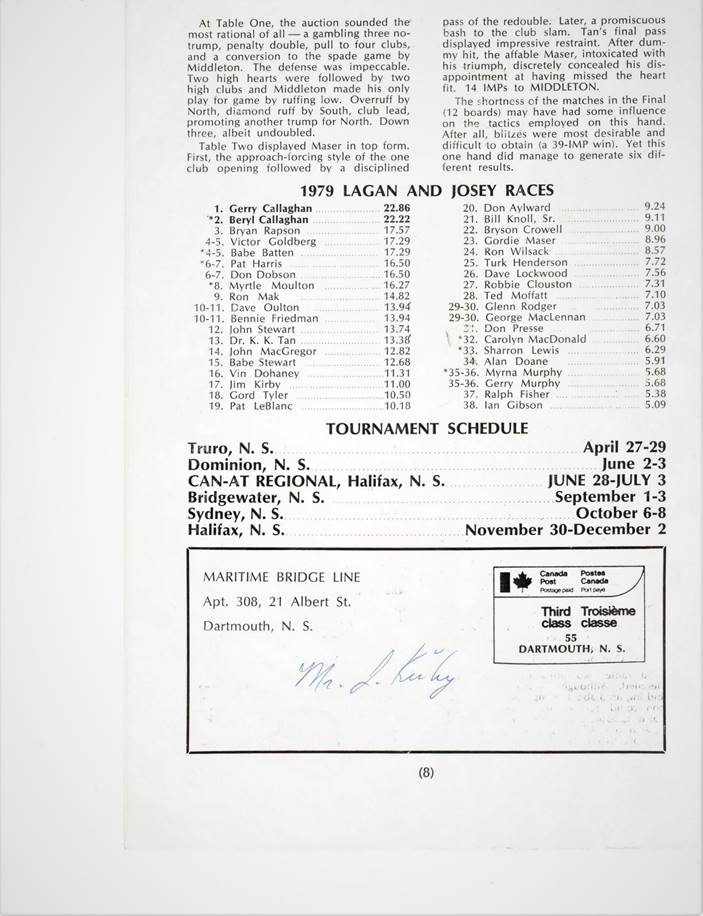 At Table One, the auction sounded the
most rational of all — a gambling three no-
trump, penalty double, pull to four clubs,
and a conversion to the spade game by
Middleton. The defense was impeccable.
Two high hearts were followed by two
high clubs and Middleton made his only
play for game by ruffing low. Overruff by
North, diamond ruff by South, club lead,
promoting another trump for North. Down
three, albeit undoubled.
Table Two displayed Maser in top form.
First, the approach-forcing style of the one
club opening followed by a disciplined
pass of the redouble. Later, a promiscuous
bash to the club slam. Tan's final pass
displayed impressive restraint. After dum-
my hit, the affable Maser, intoxicated with
his triumph, discretely concealed his dis-
appointment at having missed the heart
fit. 14 IMPs to MIDDLETON.
The shortness of the matches in the Final
(12 boards) may have had some influence
on the tactics employed on this hand.
After all, blitzes were most desirable and
difficult to obtain (a 39-IMP win). Yet this
one hand did manage to generate six dif-
ferent results.
1979 LAGAN AND JOSEY RACES
1. Gerry Callaghan 22.86
*2. Beryl Callaghan 22.22
3. Bryan Rapson 17.57
4-5. Victor Goldberg 17.29
*4-5. Babe Batten 17.29
*6-7. Pat Harris 16.50
6-7. Don Dobson 16.50
*8. Myrtle Moulton 16.27
9. Ron Mak 14.82
10-11. Dave Oulton 13.94
10-11. Bennie Friedman 13.94
12. John Stewart 13.74
13. Dr. K. K. Tan 13.38
14. John MacGregor 12.82
15. Babe Stewart 12.68
16. Vin Dohaney 11.31
17. Jim Kirby 11.00
18. Gord Tyler 10.50
19. Pat LeBlanc 10.18
20. Don Aylward 9.24
21. Bill Knoll, Sr. 9.11
22. Bryson Crowell 9.00
23. Gordie Maser 8.96
24. Ron Wilsack 8.57
25. Turk Henderson 7.72
26. Dave Lockwood 7.56
27. Robbie Clouston 7.31
28. Ted Moffatt 7.10
29-30. Glenn Rodger 7.03
29-30. George MacLennan 7.03
31. Don Presse 6.71
*32. Carolyn MacDonald 6.60
*33. Sharron Lewis 6.29
34. Alan Doane 5.91
*35-36. Myrna Murphy 5.68
35-36. Gerry Murphy 5.68
37. Ralph Fisher 5.38
38. Ian Gibson 5.09
TOURNAMENT SCHEDULE
Truro, N. S. April 27-29
Dominion, N. S. June 2-3
CAN-AT REGIONAL, Halifax, N. S. JUNE 28-JULY 3
Bridgewater, N. S. September 1-3
Sydney, N. S. October 6-8
Halifax, N. S. November 30-December 2
MARITIME BRIDGE LINE
Apt. 308, 21 Albert St.
Dartmouth, N. S.
Canada Postes
Post Canada
Postage paid Port payé
Third Troisième
class classe
55
DARTMOUTH, N. S.
Mr. J. Kirby
(8)